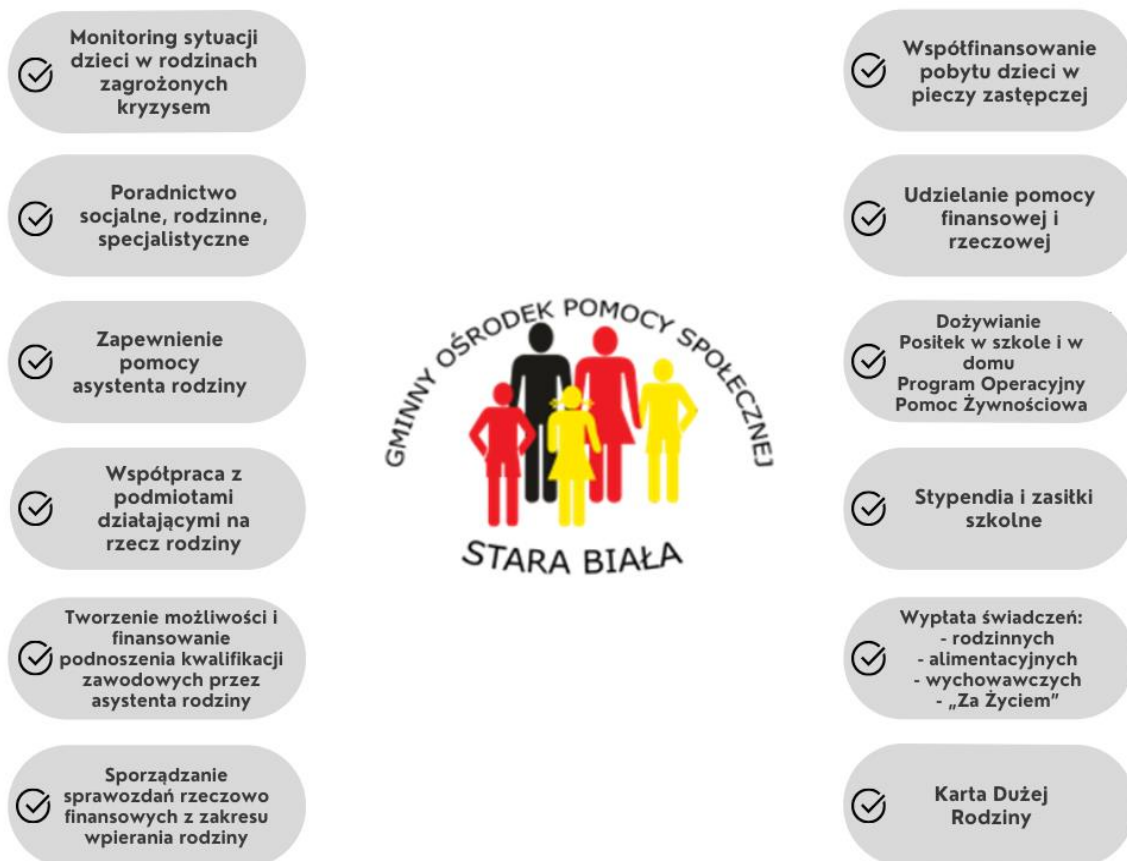 Monitoring sytuacji
dzieci w rodzinach
zagrożonych
kryzysem
Poradnictwo
socjalne, rodzinne,
specjalistyczne
Zapewnienie
pomocy
asystenta rodziny
Współpraca z
podmiotami
działającymi na
rzecz rodziny
Tworzenie możliwości i
finansowanie
podnoszenia kwalifikacji
zawodowych przez
asystenta rodziny
Sporządzanie
sprawozdań rzeczowo
finansowych z zakresu
wpierania rodziny
GMINNY OŚRODEK POMOCY SPOŁECZNEJ
STARA BIAŁA
Współfinansowanie
pobytu dzieci w
pieczy zastępczej
Udzielanie pomocy
finansowej i
rzeczowej
Dożywianie
Posiłek w szkole i w
domu
Program Operacyjny
Pomoc Żywnościowa
Stypendia i zasiłki
szkolne
Wypłata świadczeń:
- rodzinnych
- alimentacyjnych
- wychowawczych
- „Za Życiem”
Karta Dużej
Rodziny